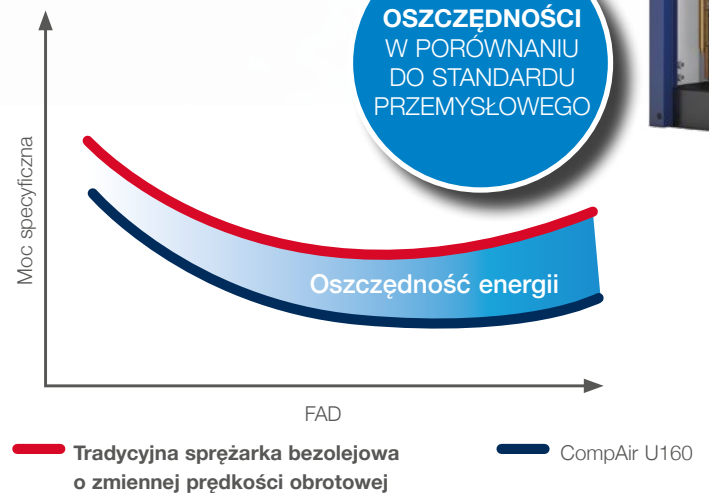 OSZCZĘDNOŚCI
W PORÓWNANIU
DO STANDARDU
PRZEMYSŁOWEGO
Moc specyficzna
Oszczędność energii
FAD
Tradycyjna sprężarka bezolejowa
o zmiennej prędkości obrotowej
CompAir U160